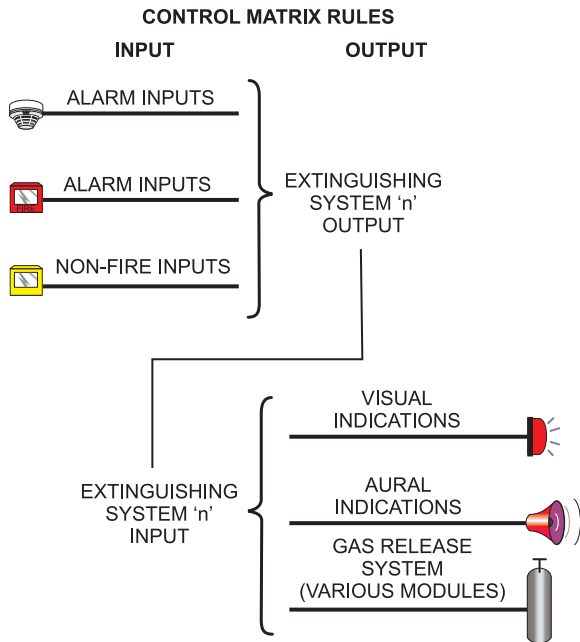 CONTROL MATRIX RULES
INPUT
OUTPUT
ALARM INPUTS
ALARM INPUTS
FIRE
NON-FIRE INPUTS
EXTINGUISHING
SYSTEM ‘n’
OUTPUT
VISUAL
INDICATIONS
EXTINGUISHING
SYSTEM ‘n’
INPUT
AURAL
INDICATIONS
GAS RELEASE
SYSTEM
(VARIOUS MODULES)